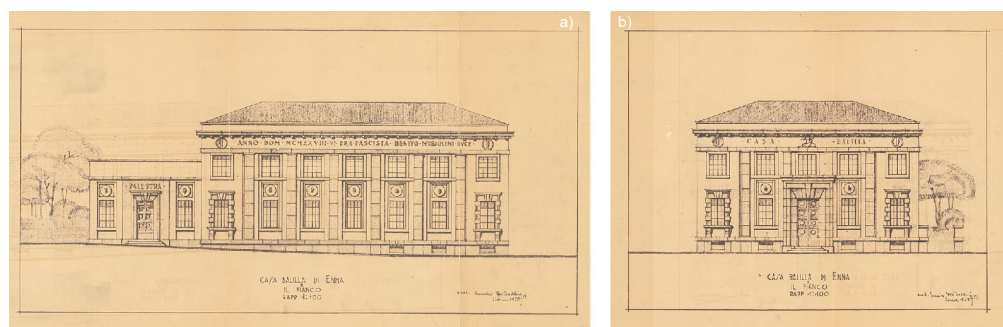 a)
ANNO·DOM·MCMXXVIII·VI·ERA·FASCISTA·BENITO·MUSSOLINI·DUCE
PALESTRA
CASA BALILLA DI ENNA
IL FIANCO
RAPP 1:100
b)
CASA · BALILLA ·
CASA BALILLA DI ENNA
IL FIANCO
RAPP 1:100